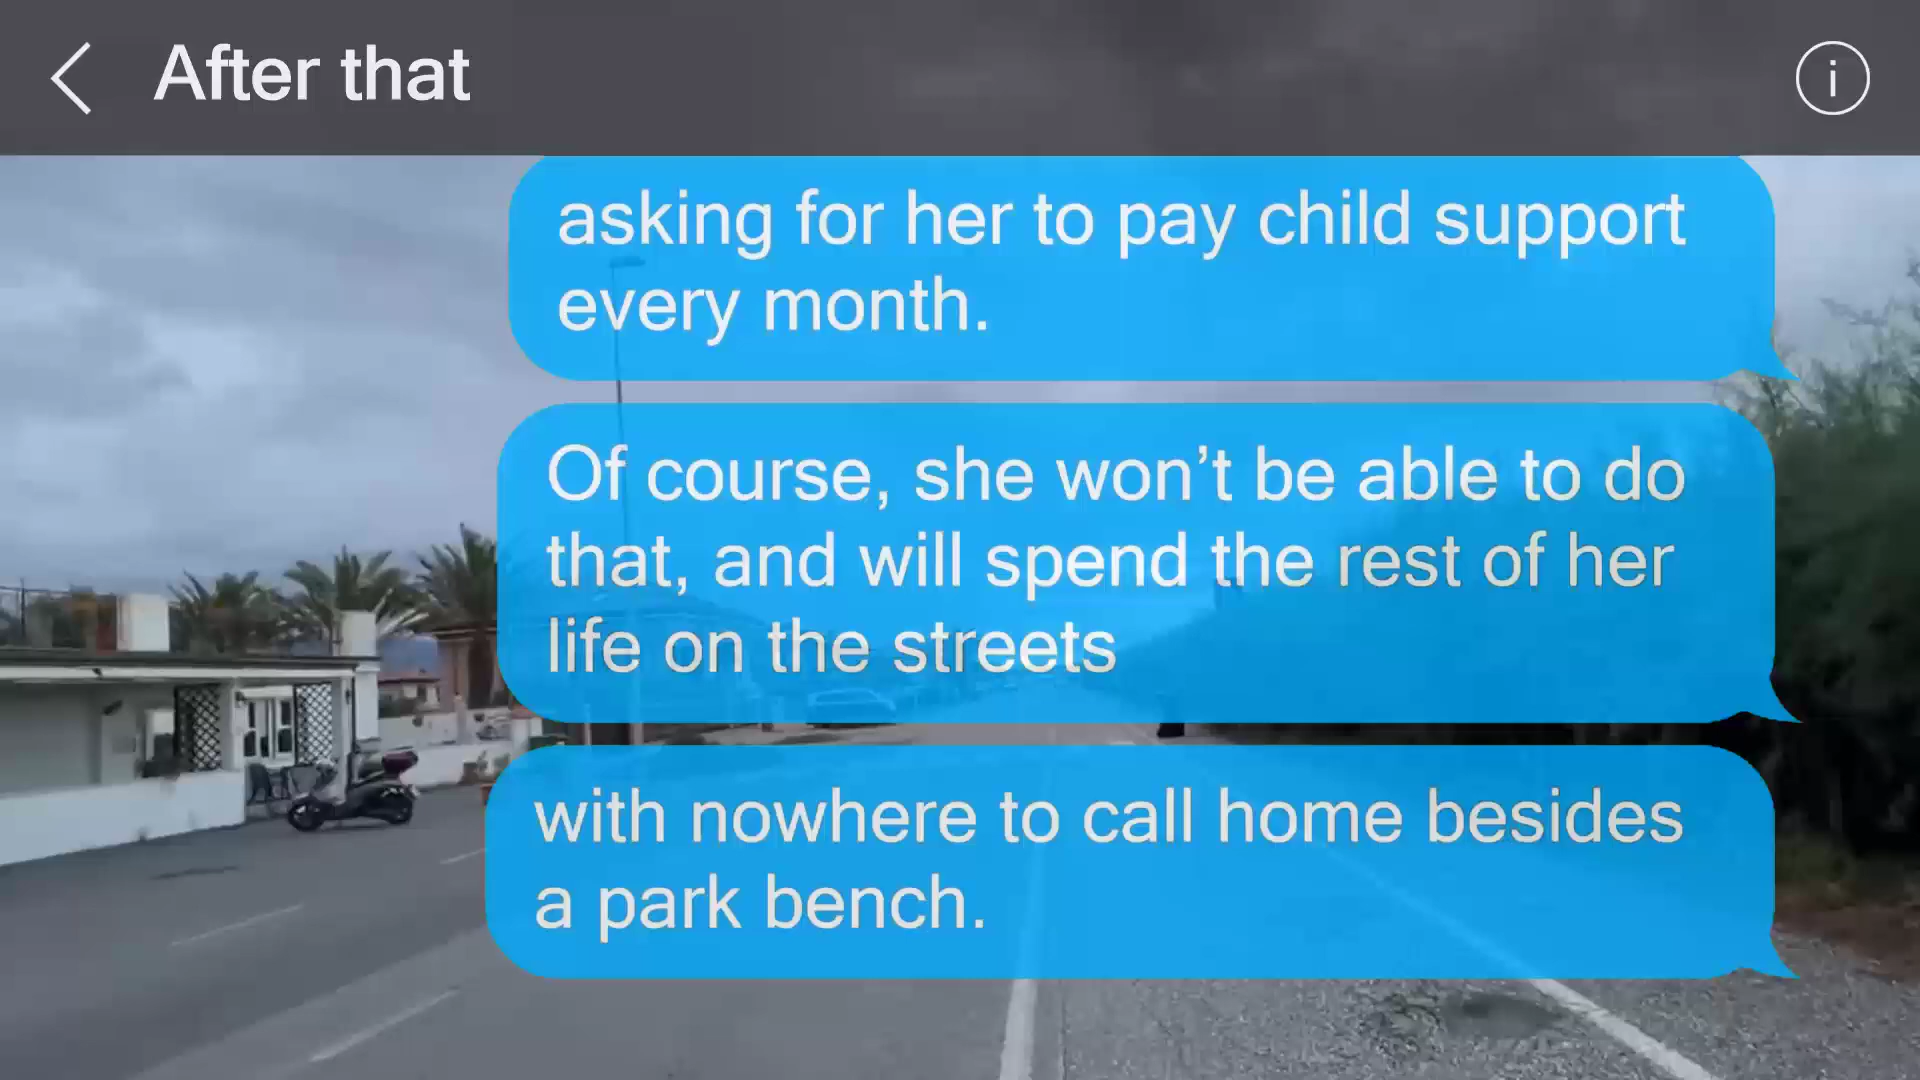 After that
asking for her to pay child support
every month.
Of course, she won’t be able to do
that, and will spend the rest of her
life on the streets
with nowhere to call home besides
a park bench.